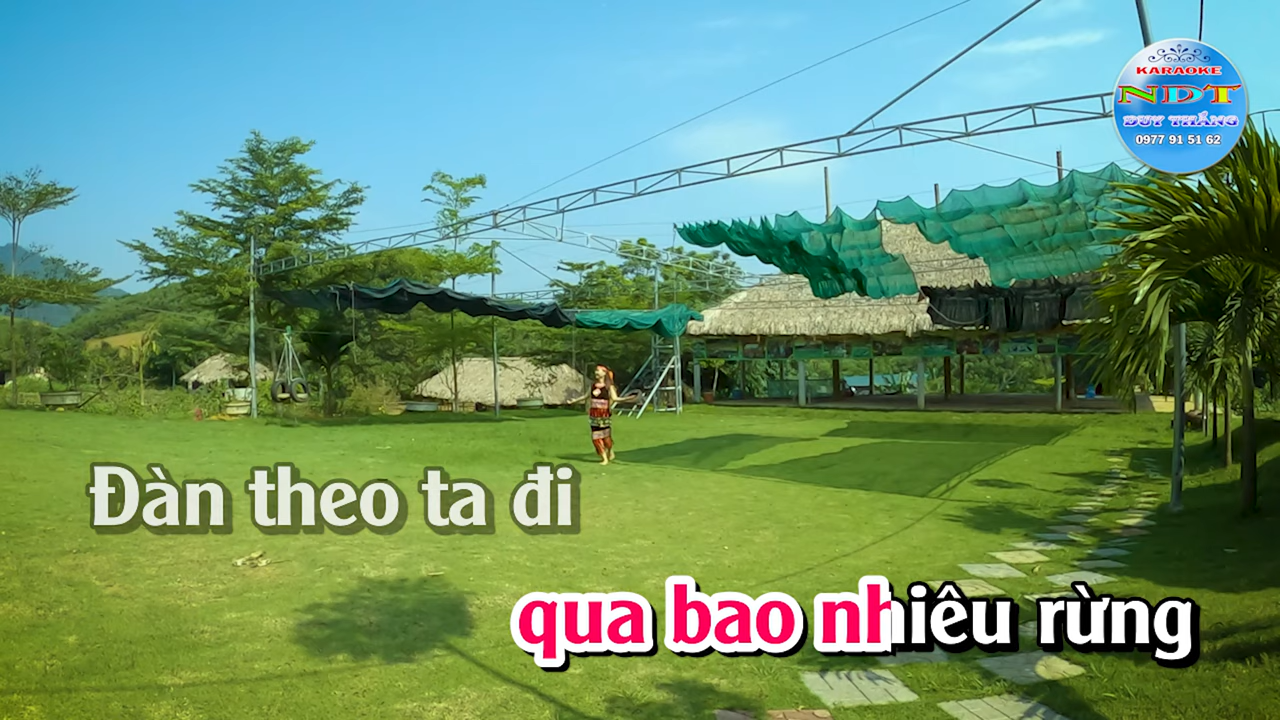 KARAOKE
NDT
DUY THẮNG
0977 91 51 62
Đàn theo ta đi
qua bao nhiêu rừng